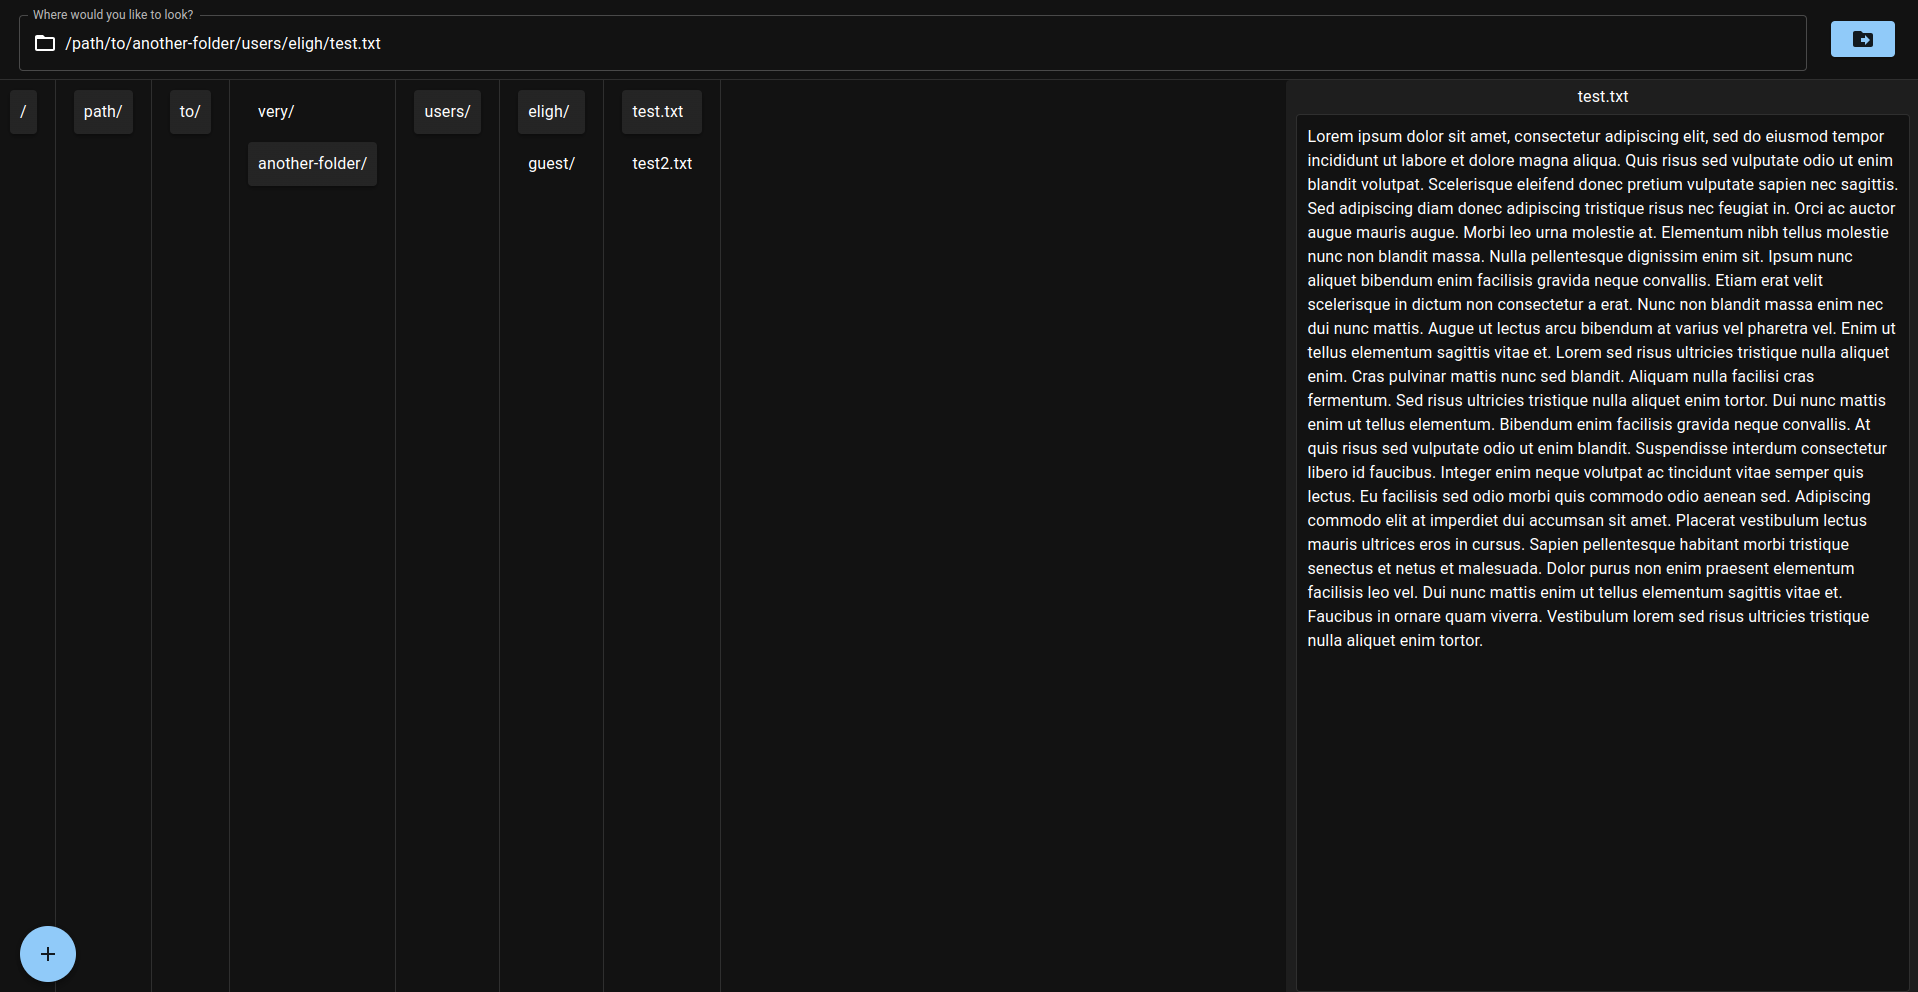 Where would you like to look?
/path/to/another-folder/users/eligh/test.txt
/
path/
to/
very/
another-folder/
users/
eligh/
guest/
test.txt
test2.txt
test.txt
Lorem ipsum dolor sit amet, consectetur adipiscing elit, sed do eiusmod tempor
incididunt ut labore et dolore magna aliqua. Quis risus sed vulputate odio ut enim
blandit volutpat. Scelerisque eleifend donec pretium vulputate sapien nec sagittis.
Sed adipiscing diam donec adipiscing tristique risus nec feugiat in. Orci ac auctor
augue mauris augue. Morbi leo urna molestie at. Elementum nibh tellus molestie
nunc non blandit massa. Nulla pellentesque dignissim enim sit. Ipsum nunc
aliquet bibendum enim facilisis gravida neque convallis. Etiam erat velit
scelerisque in dictum non consectetur a erat. Nunc non blandit massa enim nec
dui nunc mattis. Augue ut lectus arcu bibendum at varius vel pharetra vel. Enim ut
tellus elementum sagittis vitae et. Lorem sed risus ultricies tristique nulla aliquet
enim. Cras pulvinar mattis nunc sed blandit. Aliquam nulla facilisi cras
fermentum. Sed risus ultricies tristique nulla aliquet enim tortor. Dui nunc mattis
enim ut tellus elementum. Bibendum enim facilisis gravida neque convallis. At
quis risus sed vulputate odio ut enim blandit. Suspendisse interdum consectetur
libero id faucibus. Integer enim neque volutpat ac tincidunt vitae semper quis
lectus. Eu facilisis sed odio morbi quis commodo odio aenean sed. Adipiscing
commodo elit at imperdiet dui accumsan sit amet. Placerat vestibulum lectus
mauris ultrices eros in cursus. Sapien pellentesque habitant morbi tristique
senectus et netus et malesuada. Dolor purus non enim praesent elementum
facilisis leo vel. Dui nunc mattis enim ut tellus elementum sagittis vitae et.
Faucibus in ornare quam viverra. Vestibulum lorem sed risus ultricies tristique
nulla aliquet enim tortor.